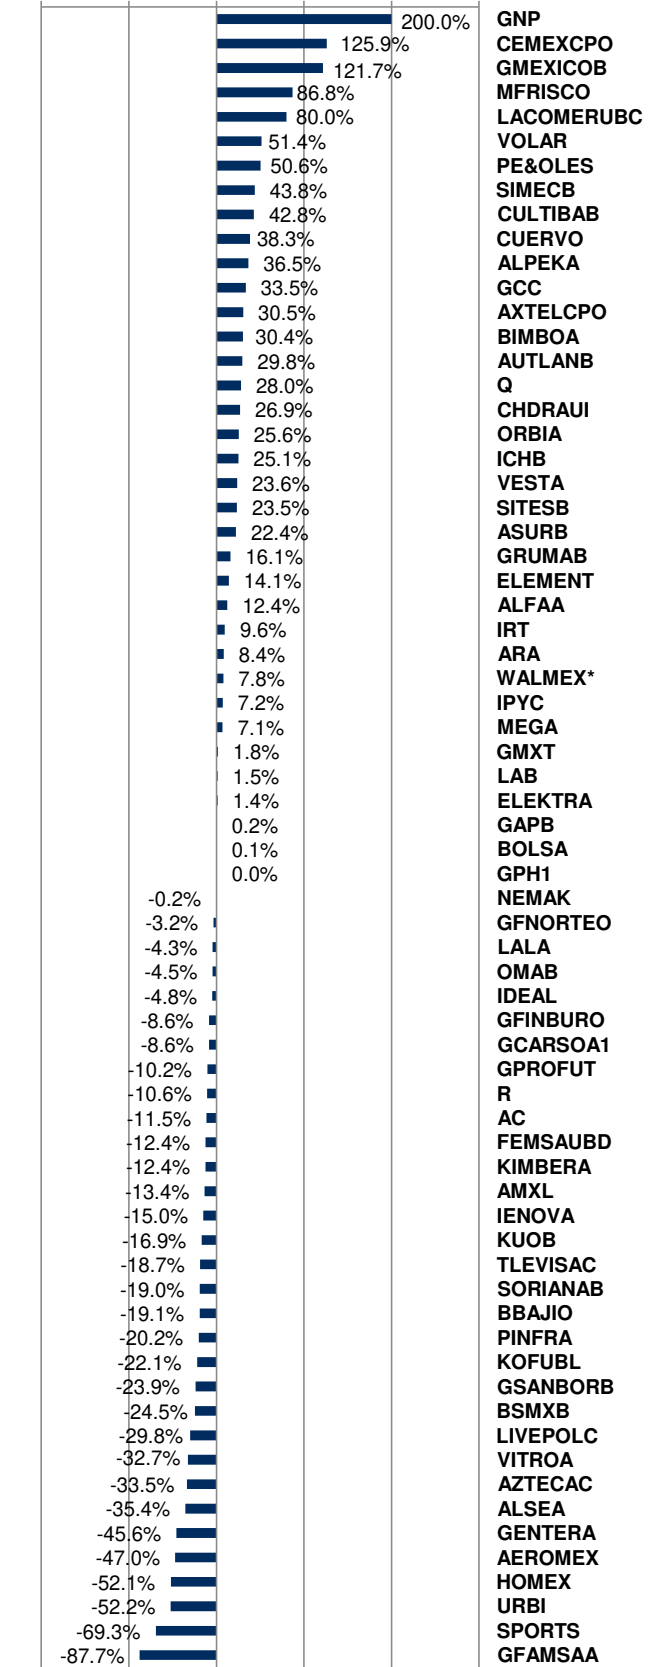 200.0% GNP
125.9% CEMEXCPO
121.7% GMEXICOB
86.8% MFRISCO
80.0% LACOMERUBC
51.4% VOLAR
50.6% PE&OLES
43.8% SIMECB
42.8% CULTIBAB
38.3% CUERVO
36.5% ALPEKA
33.5% GCC
30.5% AXTELCPO
30.4% BIMBOA
29.8% AUTLANB
28.0% Q
26.9% CHDRAUI
25.6% ORBIA
25.1% ICHB
23.6% VESTA
23.5% SITESB
22.4% ASURB
16.1% GRUMAB
14.1% ELEMENT
12.4% ALFAA
9.6% IRT
8.4% ARA
7.8% WALMEX*
7.2% IPYC
7.1% MEGA
1.8% GMXT
1.5% LAB
1.4% ELEKTRA
0.2% GAPB
0.1% BOLSA
0.0% GPH1
-0.2% NEMAK
-3.2% GFNORTEO
-4.3% LALA
-4.5% OMAB
-4.8% IDEAL
-8.6% GFINBURO
-8.6% GCARSOA1
-10.2% GPROFUT
-10.6% R
-11.5% AC
-12.4% FEMSAUBD
-12.4% KIMBERA
-13.4% AMXL
-15.0% IENOVA
-16.9% KUOB
-18.7% TLEVISAC
-19.0% SORIANAB
-19.1% BBAJIO
-20.2% PINFRA
-22.1% KOFUBL
-23.9% GSANBORB
-24.5% BSMXB
-29.8% LIVEPOLC
-32.7% VITROA
-33.5% AZTECAC
-35.4% ALSEA
-45.6% GENTERA
-47.0% AEROMEX
-52.1% HOMEX
-52.2% URBI
-69.3% SPORTS
-87.7% GFAMSAA